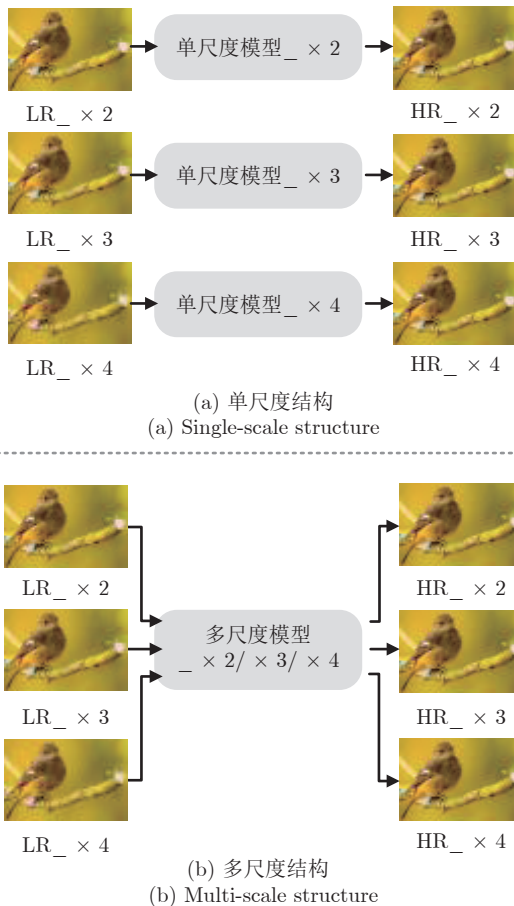 单尺度模型_ × 2
LR_ × 2
HR_ × 2
单尺度模型_ × 3
LR_ × 3
HR_ × 3
单尺度模型_ × 4
LR_ × 4
HR_ × 4
(a) 单尺度结构
(a) Single-scale structure
LR_ × 2
HR_ × 2
多尺度模型
_ × 2/ × 3/ × 4
LR_ × 3
HR_ × 3
LR_ × 4
HR_ × 4
(b) 多尺度结构
(b) Multi-scale structure